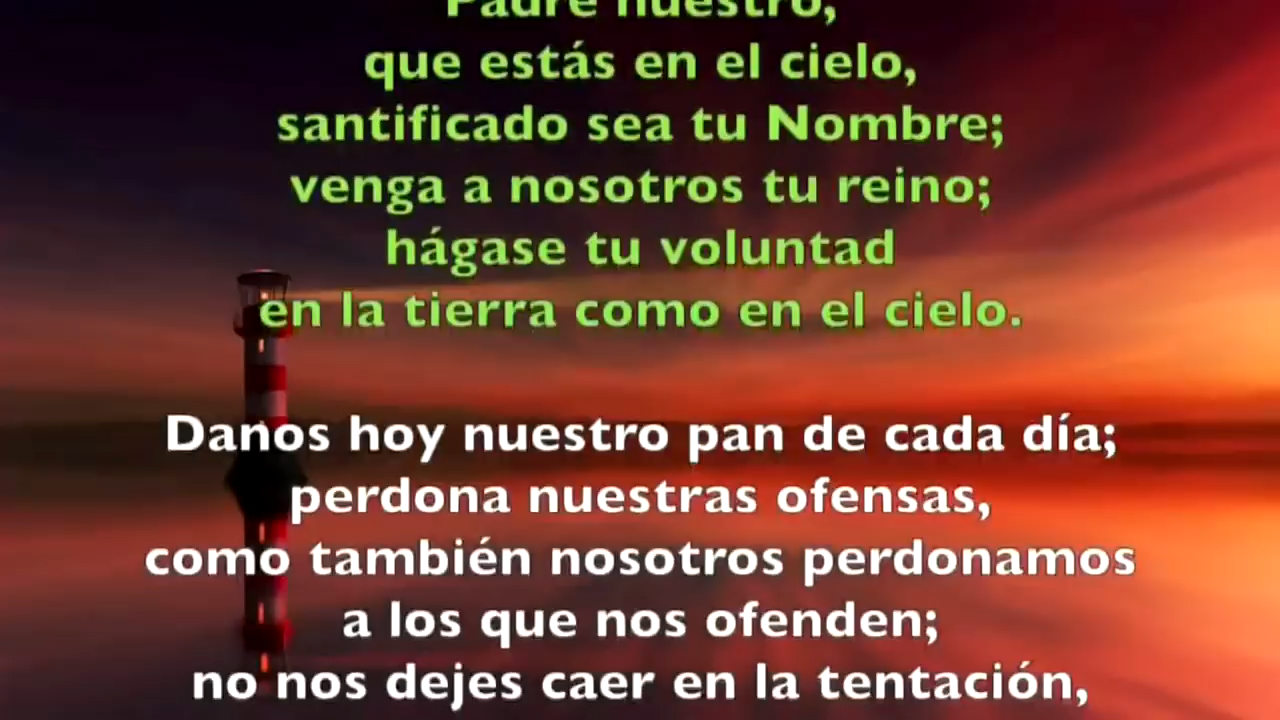 Padre nuestro,
que estás en el cielo,
santificado sea tu Nombre;
venga a nosotros tu reino;
hágase tu voluntad
en la tierra como en el cielo.
Danos hoy nuestro pan de cada día;
perdona nuestras ofensas,
como también nosotros perdonamos
a los que nos ofenden;
no nos dejes caer en la tentación,